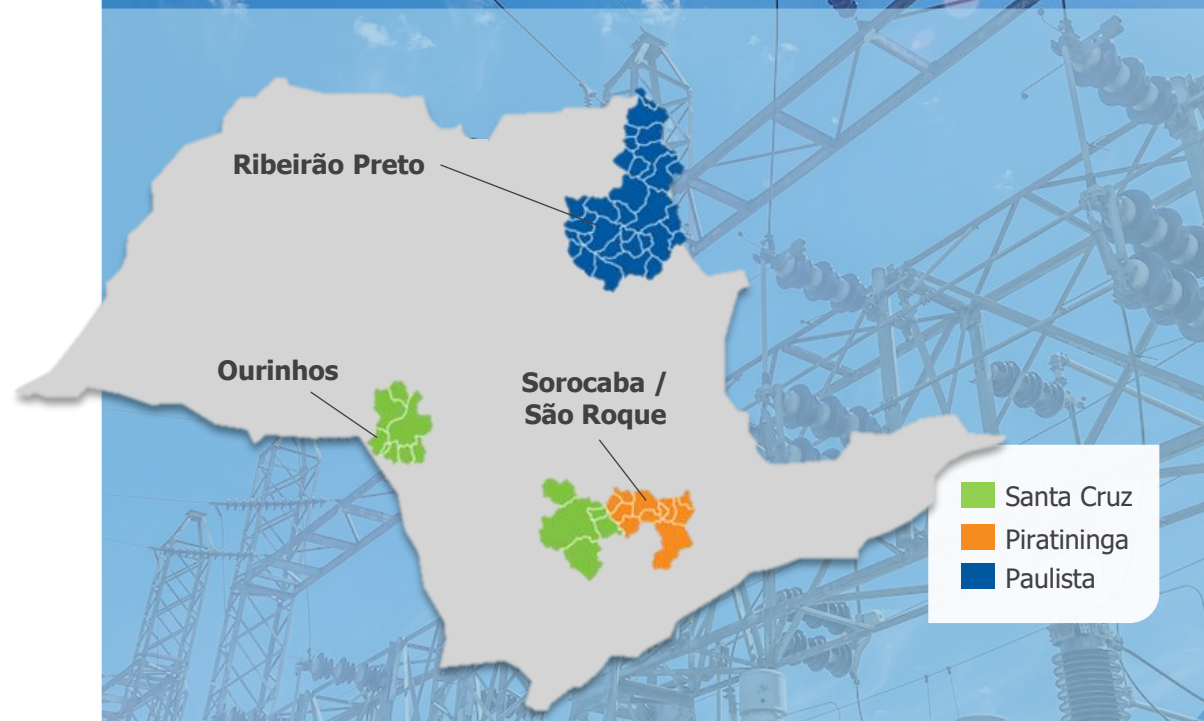 Ribeirão Preto
Ourinhos
Sorocaba /
São Roque
Santa Cruz
Piratininga
Paulista